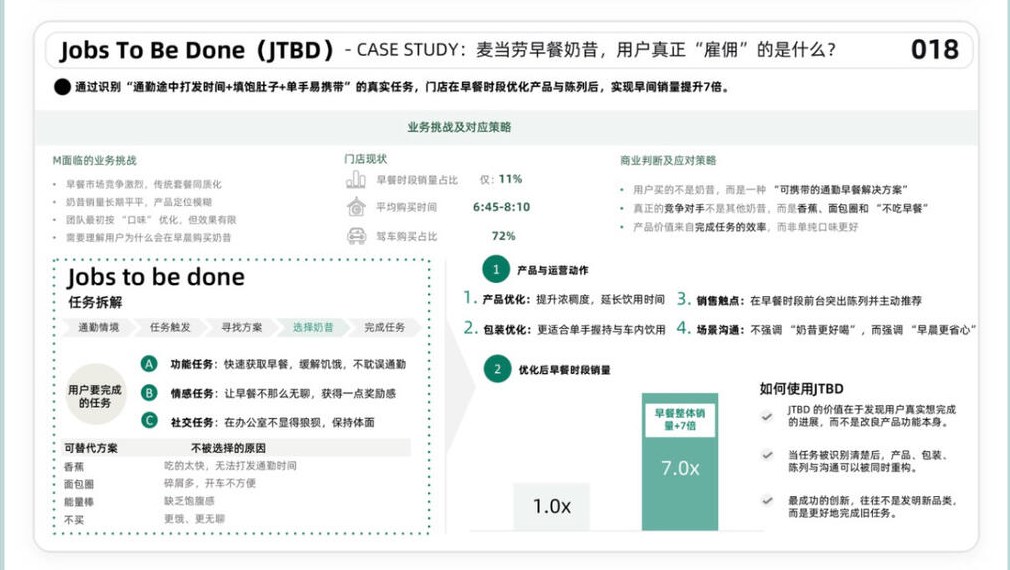 Jobs To Be Done（JTBD）- CASE STUDY：麦当劳早餐奶昔，用户真正“雇佣”的是什么？
018
通过识别“通勤途中打发时间+填饱肚子+单手易携带”的真实任务，门店在早餐时段优化产品与陈列后，实现早间销量提升7倍。
业务挑战及对应策略
M面临的业务挑战
• 早餐市场竞争激烈，传统套餐同质化
• 奶昔销量长期平平，产品定位模糊
• 团队最初按“口味”优化，但效果有限
• 需要理解用户为什么会在早晨购买奶昔
门店现状
早餐时段销量占比 仅：11%
平均购买时间 6:45-8:10
驾车购买占比 72%
商业判断及应对策略
• 用户买的不是奶昔，而是一种“可携带的通勤早餐解决方案”
• 真正的竞争对手不是其他奶昔，而是香蕉、面包圈和“不吃早餐”
• 产品价值来自完成任务的效率，而非单纯口味更好
Jobs to be done
任务拆解
通勤情境 任务触发 寻找方案 选择奶昔 完成任务
用户要完成
的任务
A 功能任务：快速获取早餐，缓解饥饿，不耽误通勤
B 情感任务：让早餐不那么无聊，获得一点奖励感
C 社交任务：在办公室不显得狼狈，保持体面
可替代方案 不被选择的原因
香蕉 吃的太快，无法打发通勤时间
面包圈 碎屑多，开车不方便
能量棒 缺乏饱腹感
不买 更饿、更无聊
1 产品与运营动作
1. 产品优化：提升浓稠度，延长饮用时间
2. 包装优化：更适合单手握持与车内饮用
3. 销售触点：在早餐时段前台突出陈列并主动推荐
4. 场景沟通：不强调“奶昔更好喝”，而强调“早晨更省心”
2 优化后早餐时段销量
1.0x
早餐整体销
量+7倍
7.0x
如何使用JTBD
JTBD 的价值在于发现用户真实想完成
的进展，而不是改良产品功能本身。
当任务被识别清楚后，产品、包装、
陈列与沟通可以被同时重构。
最成功的创新，往往不是发明新品类，
而是更好地完成旧任务。